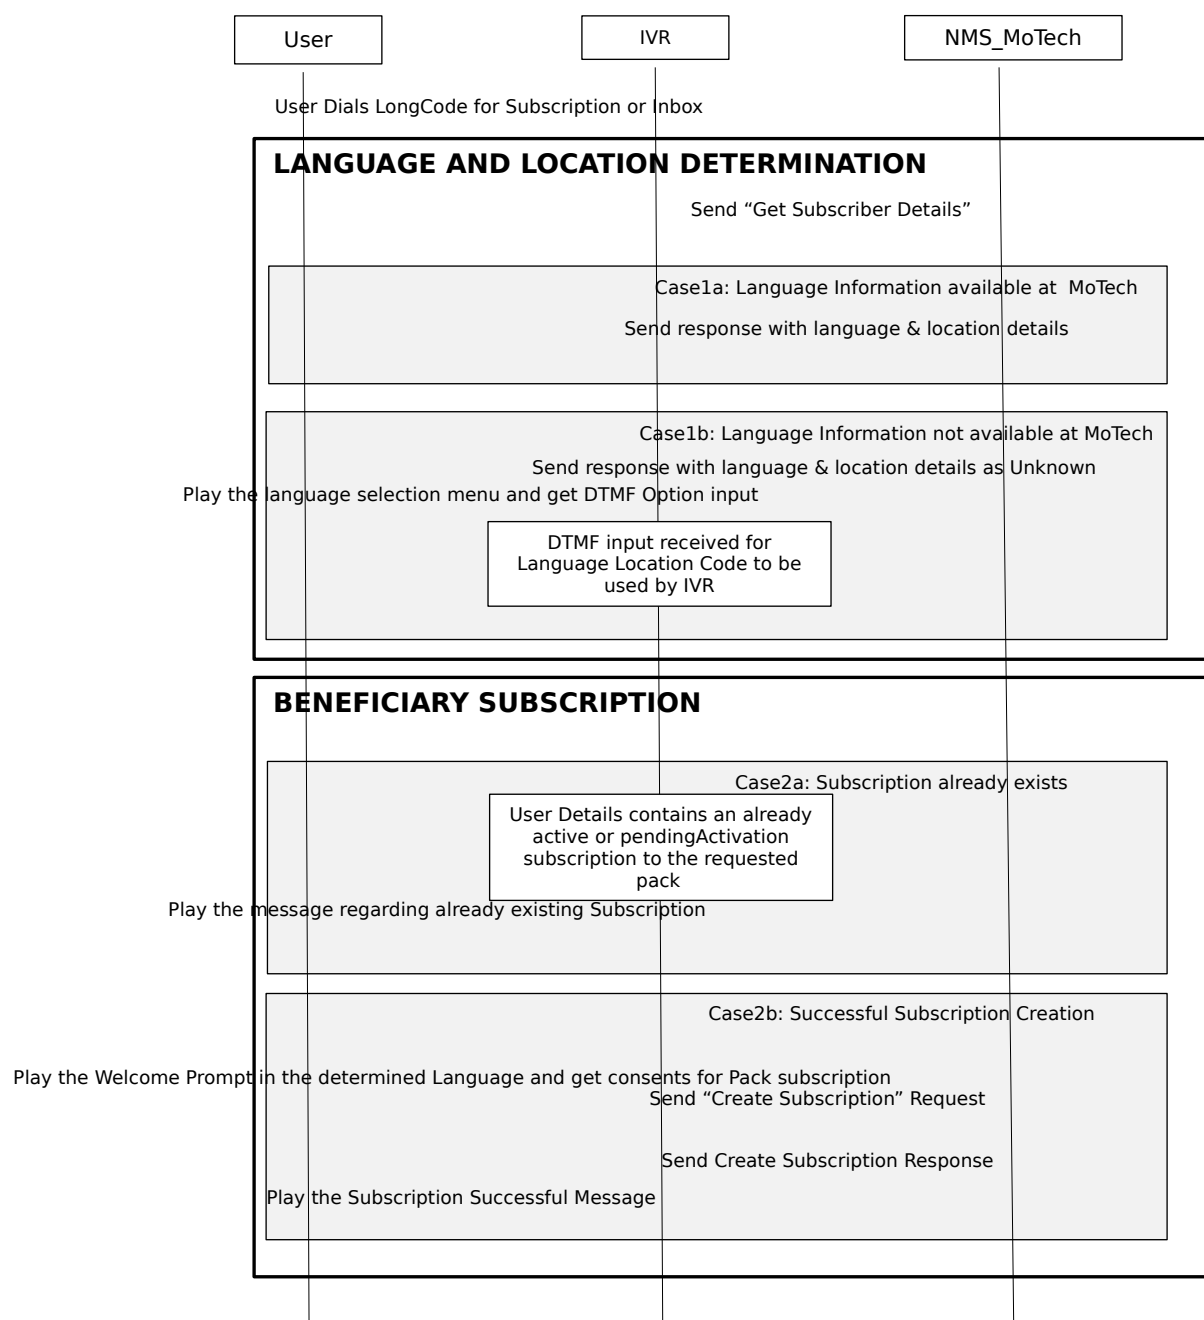 User
IVR
NMS_MoTech
User Dials LongCode for Subscription or Inbox
LANGUAGE AND LOCATION DETERMINATION
Send “Get Subscriber Details”
Case1a: Language Information available at  MoTech
Send response with language & location details
Case1b: Language Information not available at MoTech
Send response with language & location details as Unknown
Play the language selection menu and get DTMF Option input
DTMF input received for
Language Location Code to be
used by IVR
BENEFICIARY SUBSCRIPTION
Case2a: Subscription already exists
User Details contains an already
active or pendingActivation
subscription to the requested
pack
Play the message regarding already existing Subscription
Case2b: Successful Subscription Creation
Play the Welcome Prompt in the determined Language and get consents for Pack subscription
Send “Create Subscription” Request
Send Create Subscription Response
Play the Subscription Successful Message